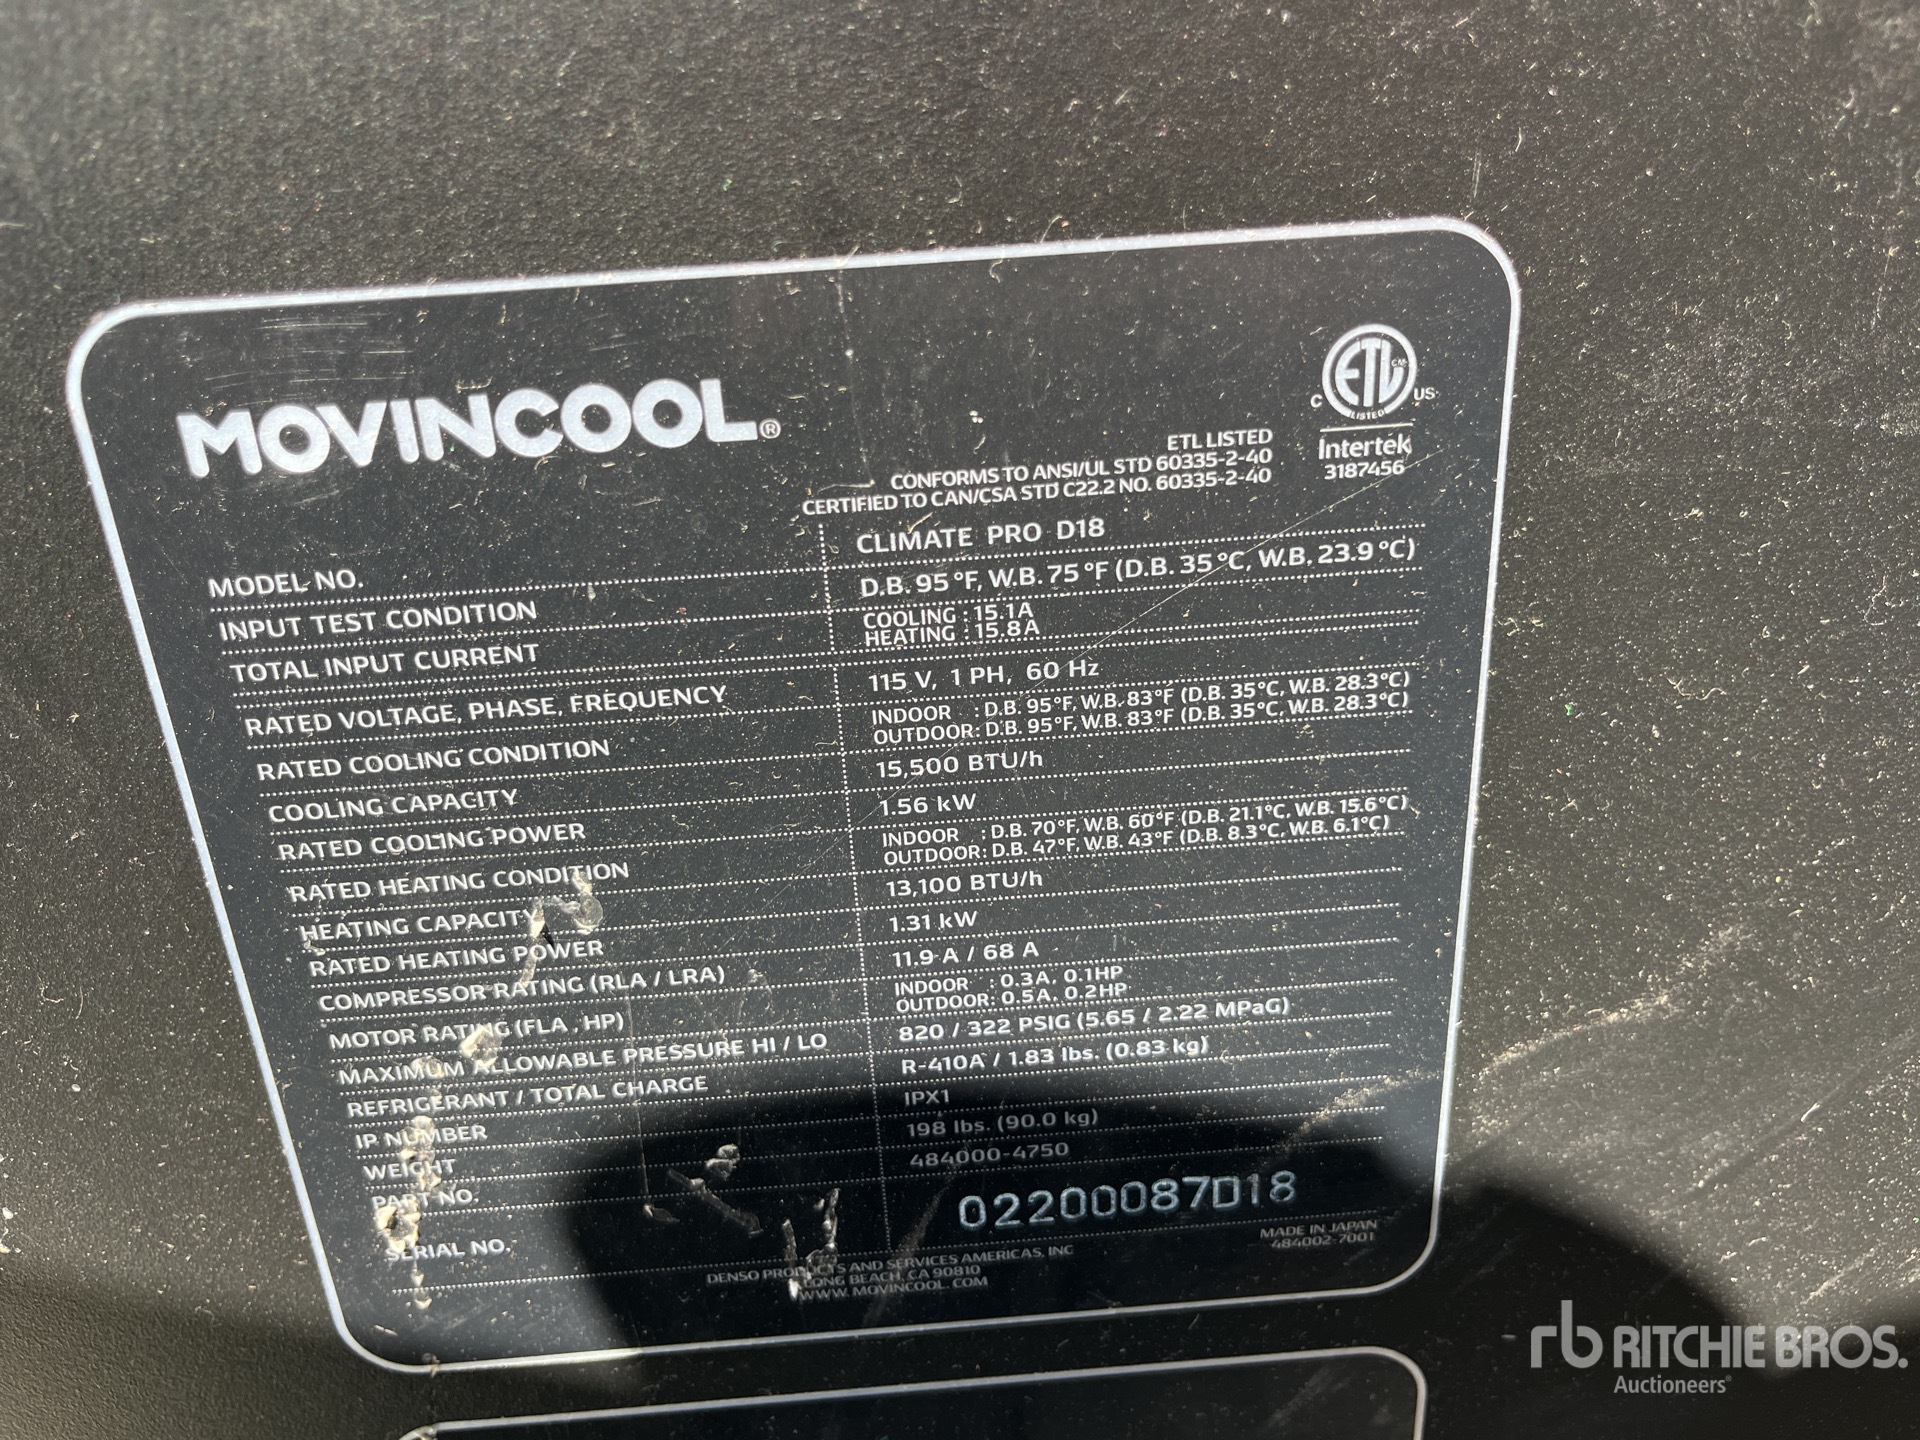 MOVINCOOL®
ETL LISTED
CONFORMS TO ANSI/UL STD 60335-2-40
CERTIFIED TO CAN/CSA STD C22.2 NO. 60335-2-40
ETL CM
LISTED
C US
Intertek
3187456
MODEL NO. CLIMATE PRO D18
INPUT TEST CONDITION D.B. 95°F, W.B. 75°F (D.B. 35°C, W.B. 23.9°C)
TOTAL INPUT CURRENT COOLING : 15.1A
HEATING : 15.8A
RATED VOLTAGE, PHASE, FREQUENCY 115 V, 1 PH, 60 Hz
RATED COOLING CONDITION INDOOR : D.B. 95°F, W.B. 83°F (D.B. 35°C, W.B. 28.3°C)
OUTDOOR: D.B. 95°F, W.B. 83°F (D.B. 35°C, W.B. 28.3°C)
COOLING CAPACITY 15,500 BTU/h
RATED COOLING POWER 1.56 kW
RATED HEATING CONDITION INDOOR : D.B. 70°F, W.B. 60°F (D.B. 21.1°C, W.B. 15.6°C)
OUTDOOR: D.B. 47°F, W.B. 43°F (D.B. 8.3°C, W.B. 6.1°C)
HEATING CAPACITY 13,100 BTU/h
RATED HEATING POWER 1.31 kW
COMPRESSOR RATING (RLA / LRA) 11.9 A / 68 A
MOTOR RATING (FLA , HP) INDOOR : 0.3A, 0.1HP
OUTDOOR: 0.5A, 0.2HP
MAXIMUM ALLOWABLE PRESSURE HI / LO 820 / 322 PSIG (5.65 / 2.22 MPaG)
REFRIGERANT / TOTAL CHARGE R-410A / 1.83 lbs. (0.83 kg)
IP NUMBER IPX1
WEIGHT 198 lbs. (90.0 kg)
PART NO. 484000-4750
SERIAL NO. 02200087D18
DENSO PRODUCTS AND SERVICES AMERICAS, INC
LONG BEACH, CA 90810
WWW. MOVINCOOL. COM
MADE IN JAPAN
484002-7001
rb RITCHIE BROS.
Auctioneers®